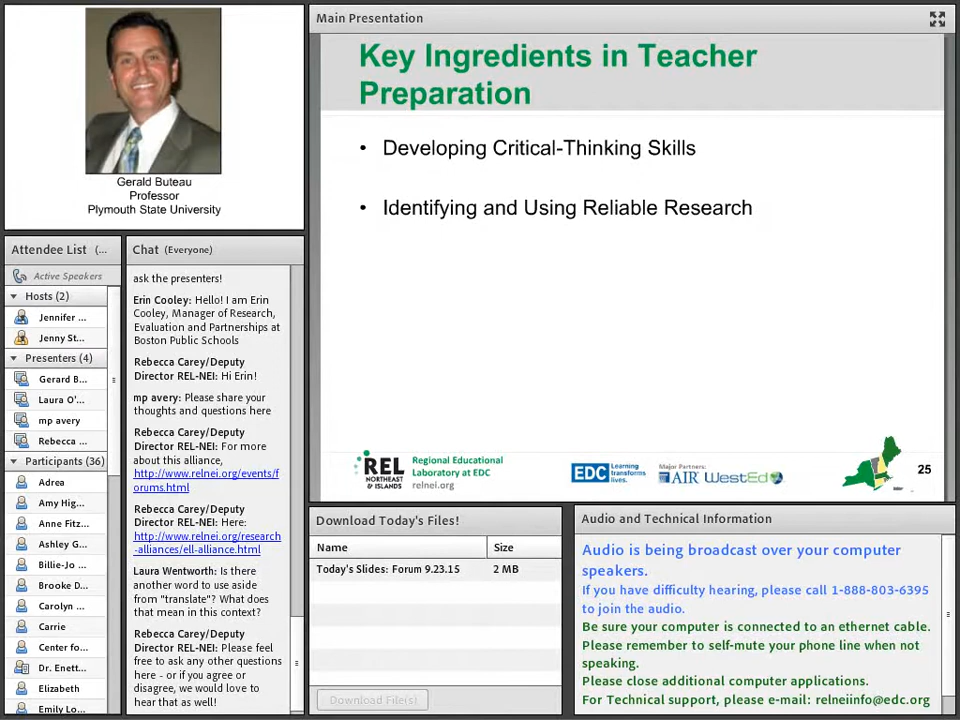 Gerald Buteau
Professor
Plymouth State University
Main Presentation
Key Ingredients in Teacher
Preparation
• Developing Critical-Thinking Skills
• Identifying and Using Reliable Research
REL
NORTHEAST
& ISLANDS
Regional Educational
Laboratory at EDC
relnei.org
EDC
Learning
transforms
lives.
Major Partners:
AIR
WestEd
25
Attendee List (...
Active Speakers
Hosts (2)
Jennifer ...
Jenny St...
Presenters (4)
Gerard B...
Laura O'...
mp avery
Rebecca ...
Participants (36)
Adrea
Amy Hig...
Anne Fitz...
Ashley G...
Billie-Jo ...
Brooke D...
Carolyn ...
Carrie
Center fo...
Dr. Enett...
Elizabeth
Emily Lo...
Chat (Everyone)
ask the presenters!
Erin Cooley: Hello! I am Erin
Cooley, Manager of Research,
Evaluation and Partnerships at
Boston Public Schools
Rebecca Carey/Deputy
Director REL-NEI: Hi Erin!
mp avery: Please share your
thoughts and questions here
Rebecca Carey/Deputy
Director REL-NEI: For more
about this alliance,
http://www.relnei.org/events/f
orums.html
Rebecca Carey/Deputy
Director REL-NEI: Here:
http://www.relnei.org/research
-alliances/ell-alliance.html
Laura Wentworth: Is there
another word to use aside
from "translate"? What does
that mean in this context?
Rebecca Carey/Deputy
Director REL-NEI: Please feel
free to ask any other questions
here - or if you agree or
disagree, we would love to
hear that as well!
Download Today's Files!
Name Size
Today's Slides: Forum 9.23.15 2 MB
Download File(s)
Audio and Technical Information
Audio is being broadcast over your computer
speakers.
If you have difficulty hearing, please call 1-888-803-6395
to join the audio.
Be sure your computer is connected to an ethernet cable.
Please remember to self-mute your phone line when not
speaking.
Please close additional computer applications.
For Technical support, please e-mail: relneiinfo@edc.org